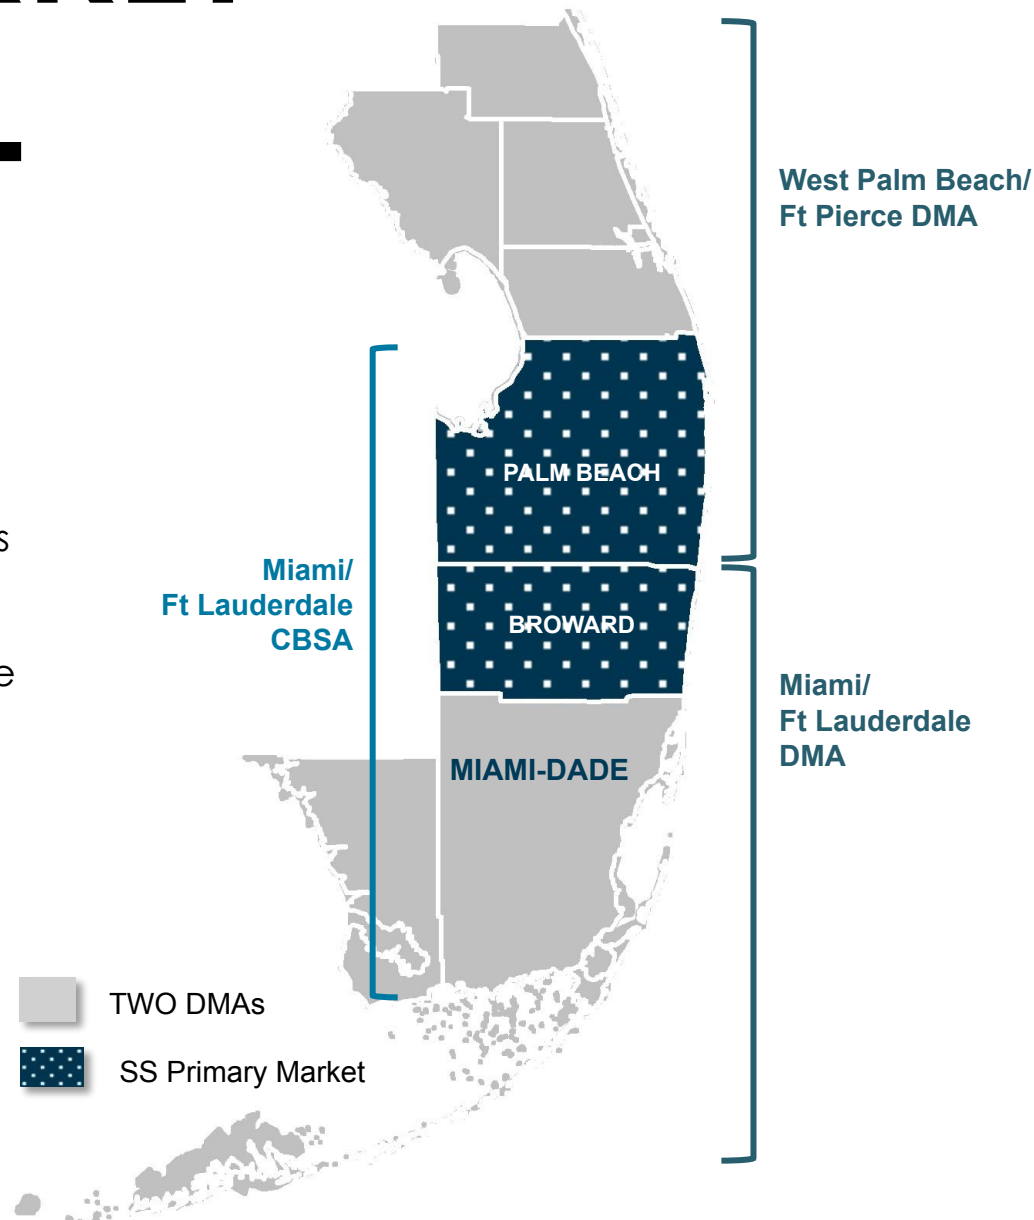 West Palm Beach/
Ft Pierce DMA
PALM BEACH
Miami/
Ft Lauderdale
CBSA
BROWARD
Miami/
Ft Lauderdale
DMA
MIAMI-DADE
TWO DMAs
SS Primary Market